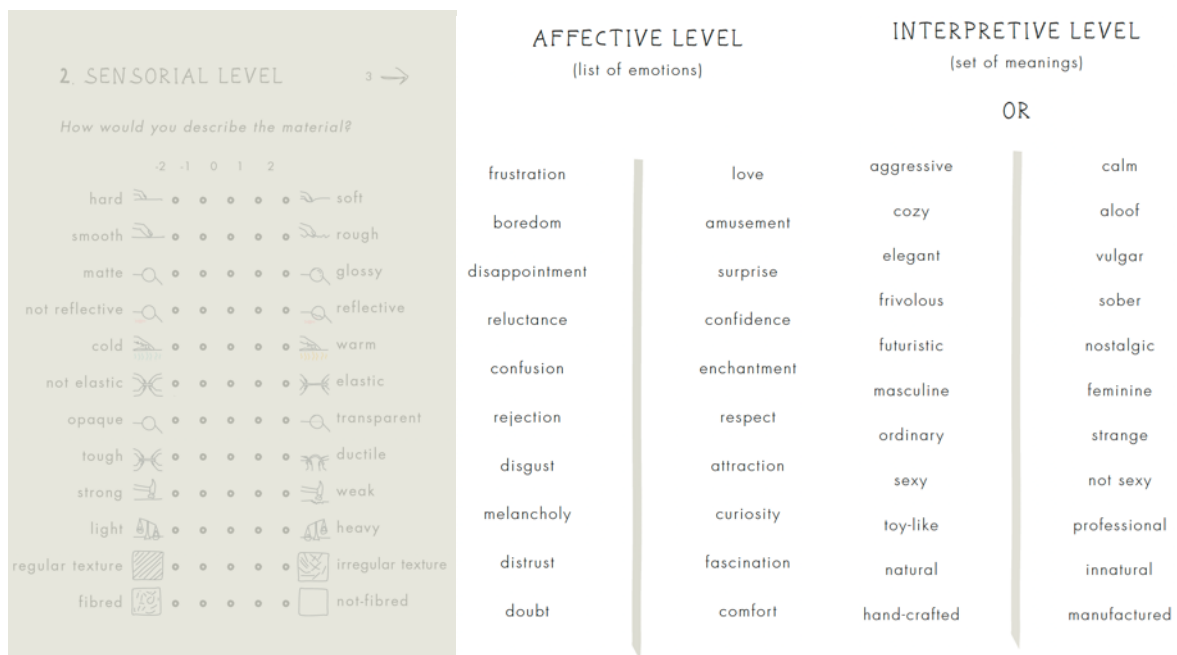 2. SENSORIAL LEVEL 3
How would you describe the material?
-2 -1 0 1 2
hard soft
smooth rough
matte glossy
not reflective reflective
cold warm
not elastic elastic
opaque transparent
tough ductile
strong weak
light heavy
regular texture irregular texture
fibred not-fibred
AFFECTIVE LEVEL
(list of emotions)
frustration love
boredom amusement
disappointment surprise
reluctance confidence
confusion enchantment
rejection respect
disgust attraction
melancholy curiosity
distrust fascination
doubt comfort
INTERPRETIVE LEVEL
(set of meanings)
OR
aggressive calm
cozy aloof
elegant vulgar
frivolous sober
futuristic nostalgic
masculine feminine
ordinary strange
sexy not sexy
toy-like professional
natural innatural
hand-crafted manufactured